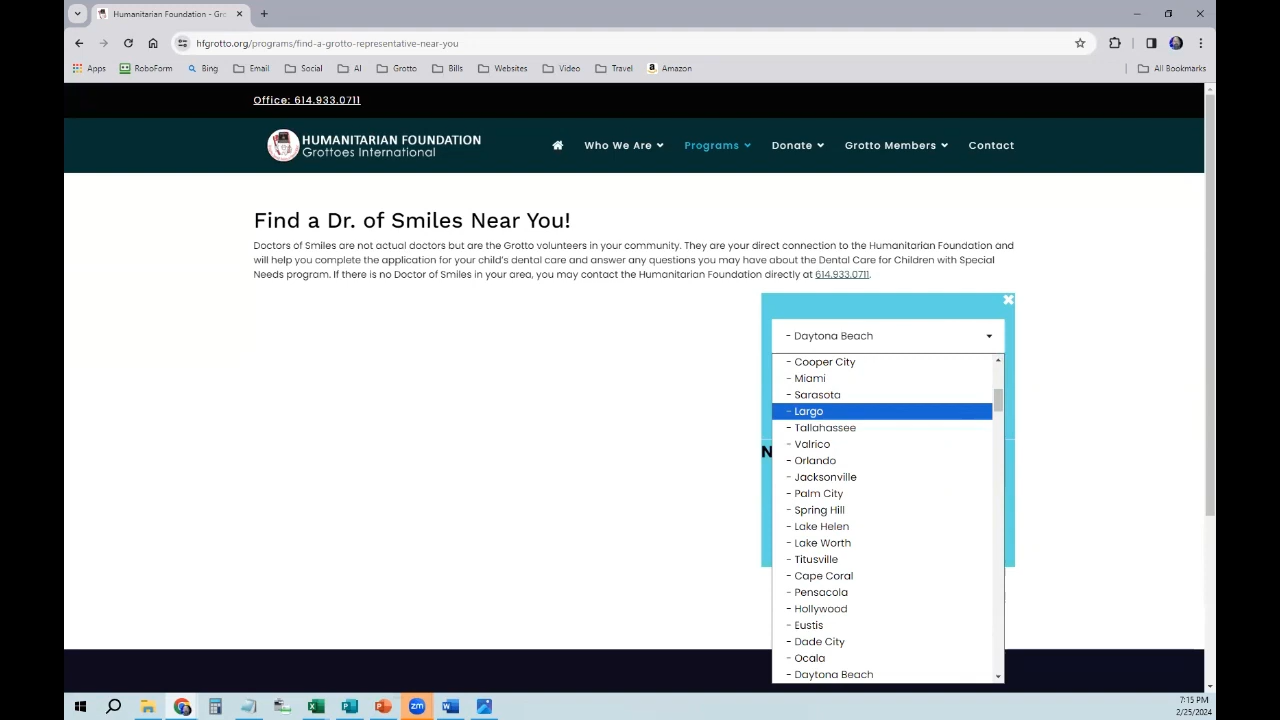 Humanitarian Foundation - Gro
hfgrotto.org/programs/find-a-grotto-representative-near-you
Apps RoboForm Bing Email Social AI Grotto Bills Websites Video Travel Amazon All Bookmarks
Office: 614.933.0711
HUMANITARIAN FOUNDATION
Grottoes International
Who We Are Programs Donate Grotto Members Contact
Find a Dr. of Smiles Near You!
Doctors of Smiles are not actual doctors but are the Grotto volunteers in your community. They are your direct connection to the Humanitarian Foundation and
will help you complete the application for your child's dental care and answer any questions you may have about the Dental Care for Children with Special
Needs program. If there is no Doctor of Smiles in your area, you may contact the Humanitarian Foundation directly at 614.933.0711.
- Daytona Beach
- Cooper City
- Miami
- Sarasota
- Largo
- Tallahassee
- Valrico
N
- Orlando
- Jacksonville
- Palm City
- Spring Hill
- Lake Helen
- Lake Worth
- Titusville
- Cape Coral
- Pensacola
- Hollywood
- Eustis
- Dade City
- Ocala
- Daytona Beach
7:15 PM
2/25/2024